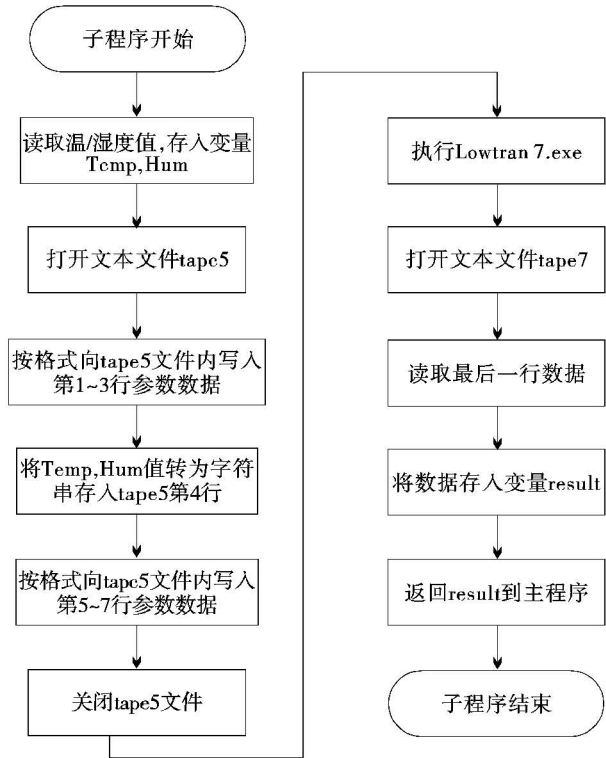 子程序开始
读取温/湿度值,存入变量
Temp,Hum
打开文本文件tape5
按格式向tape5文件内写入
第1~3行参数数据
将Temp,Hum值转为字符
串存入tape5第4行
按格式向tape5文件内写入
第5~7行参数数据
关闭tape5文件
执行Lowtran 7.exe
打开文本文件tape7
读取最后一行数据
将数据存入变量result
返回result到主程序
子程序结束